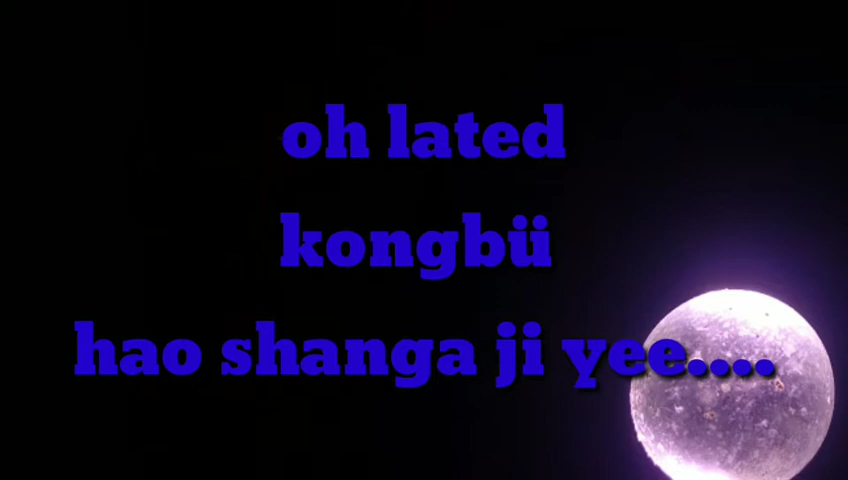 oh lated
kongbü
hao shanga ji yee....